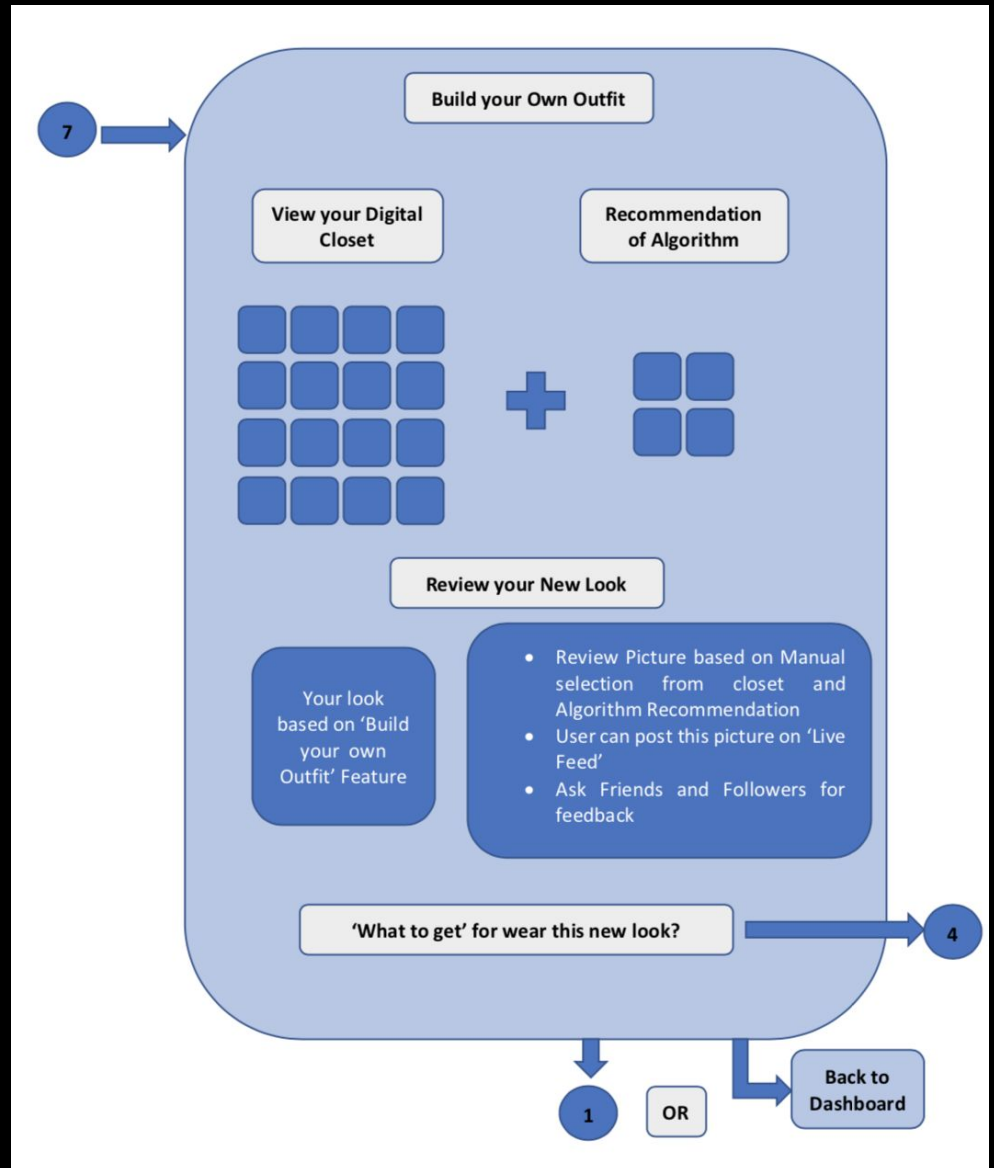 Build your Own Outfit
7
View your Digital
Closet
Recommendation
of Algorithm
Review your New Look
Your look
based on ‘Build
your own
Outfit’ Feature
• Review Picture based on Manual
selection from closet and
Algorithm Recommendation
• User can post this picture on ‘Live
Feed’
• Ask Friends and Followers for
feedback
‘What to get’ for wear this new look?
4
1
OR
Back to
Dashboard